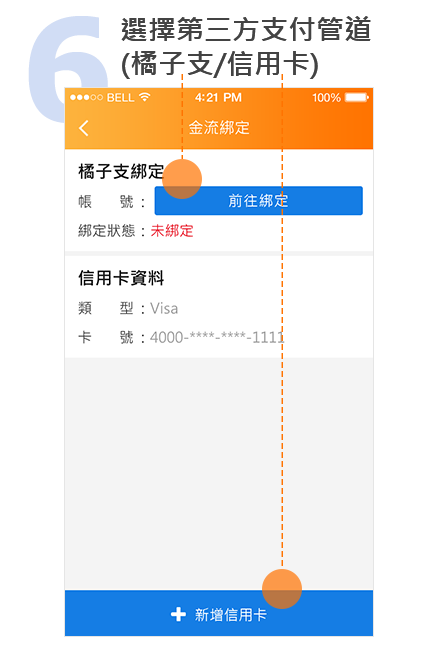 6
選擇第三方支付管道
(橘子支/信用卡)
BELL 4:21 PM 100%
金流綁定
橘子支綁定
帳 號： 前往綁定
綁定狀態：未綁定
信用卡資料
類 型：Visa
卡 號：4000-****-****-1111
新增信用卡